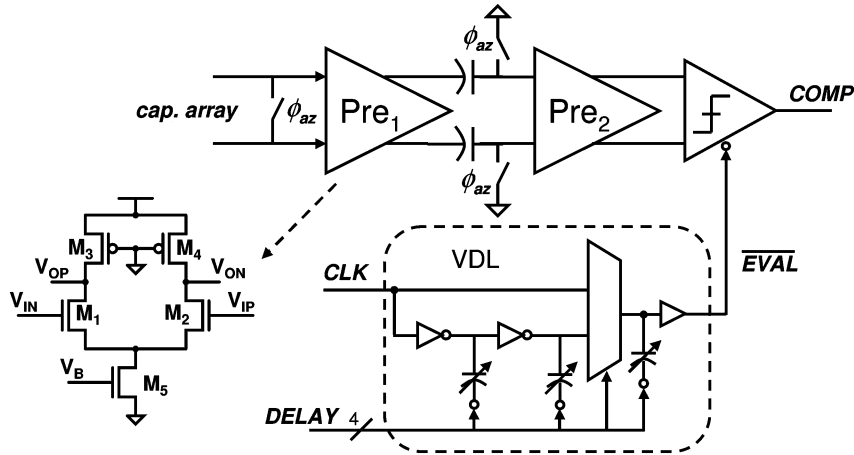 ϕaz
cap. array
ϕaz
Pre1
Pre2
COMP
ϕaz
M3
M4
VOP
VON
VIN
M1
M2
VIP
VB
M5
CLK
VDL
EVAL
DELAY
4